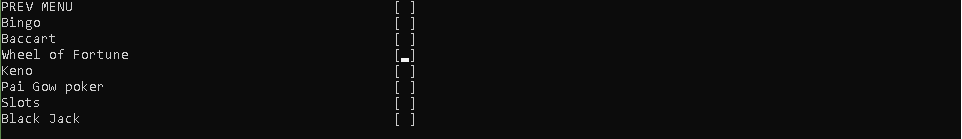 PREV MENU [ ]
Bingo [ ]
Baccart [ ]
Wheel of Fortune [_]
Keno [ ]
Pai Gow poker [ ]
Slots [ ]
Black Jack [ ]